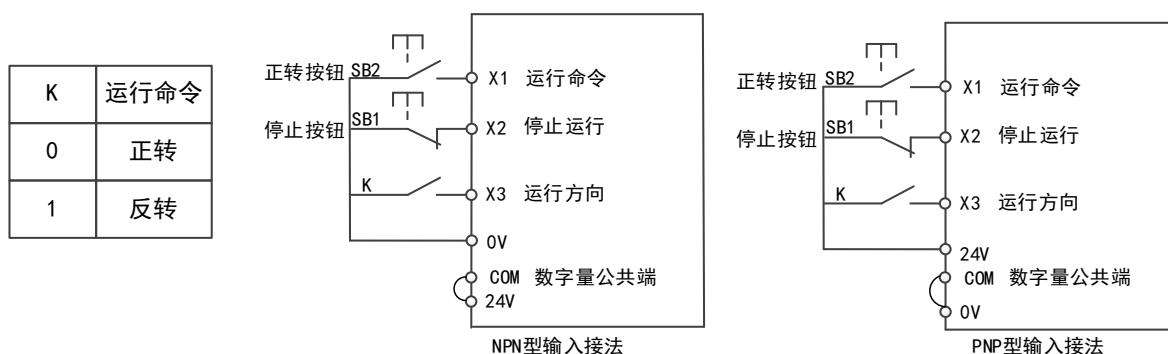 K 运行命令
0 正转
1 反转
正转按钮 SB2 X1 运行命令
停止按钮 SB1 X2 停止运行
K X3 运行方向
0V
COM 数字量公共端
24V
NPN型输入接法
正转按钮 SB2 X1 运行命令
停止按钮 SB1 X2 停止运行
K X3 运行方向
24V
COM 数字量公共端
0V
PNP型输入接法